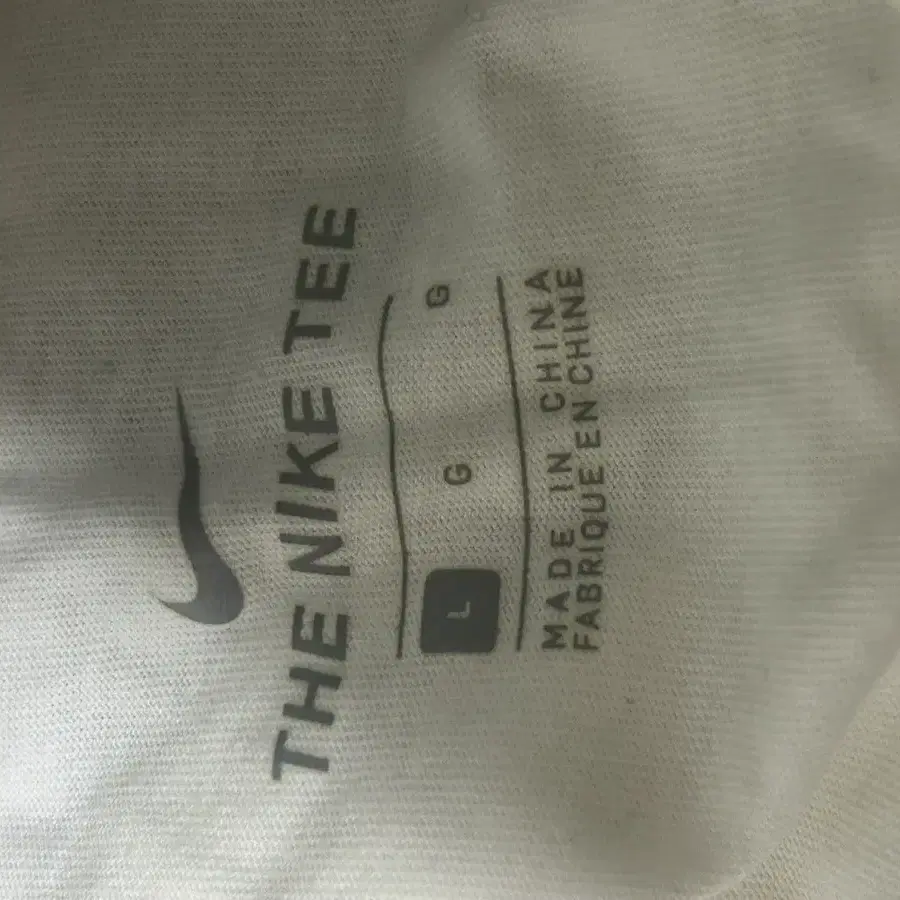 THE NIKE TEE
L G G
MADE IN CHINA
FABRIQUE EN CHINE